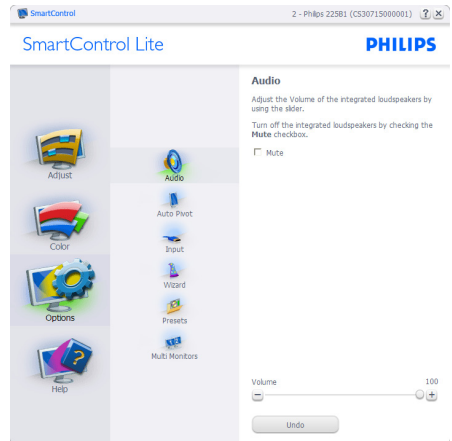 SmartControl
2 - Philips 225B1 (CS30715000001)
SmartControl Lite
PHILIPS
Adjust
Color
Options
Help
Audio
Auto Pivot
Input
Wizard
Presets
Multi Monitors
Audio
Adjust the Volume of the integrated loudspeakers by
using the slider.
Turn off the integrated loudspeakers by checking the
Mute checkbox.
Mute
Volume
100
Undo